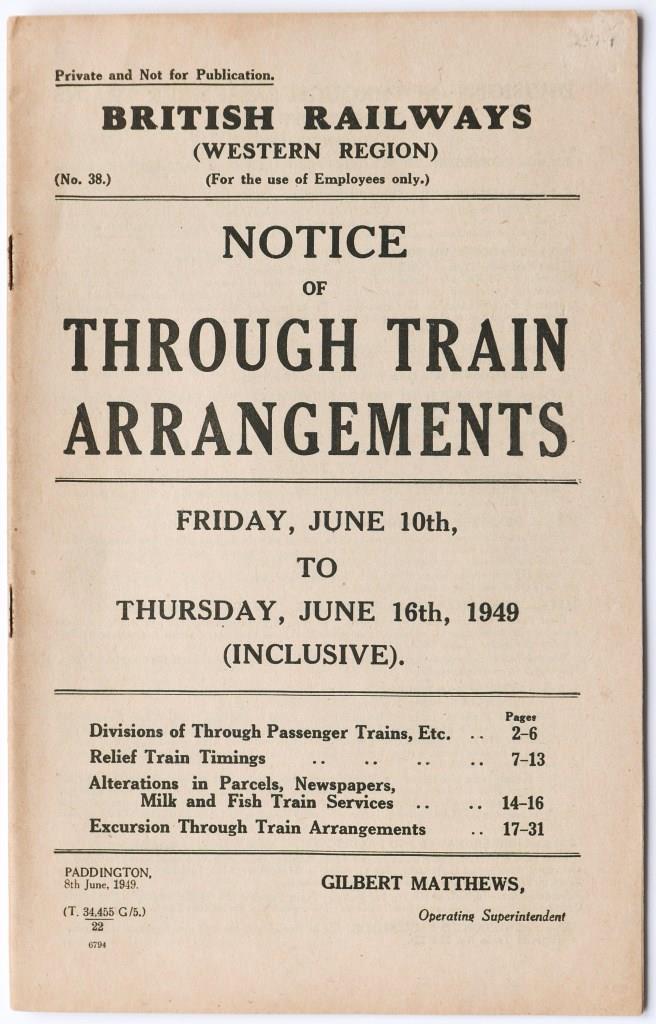 Private and Not for Publication.
BRITISH RAILWAYS
(WESTERN REGION)
(No. 38.) (For the use of Employees only.)
NOTICE
OF
THROUGH TRAIN
ARRANGEMENTS
FRIDAY, JUNE 10th,
TO
THURSDAY, JUNE 16th, 1949
(INCLUSIVE).
Pages
Divisions of Through Passenger Trains, Etc. .. 2–6
Relief Train Timings .. .. .. .. 7–13
Alterations in Parcels, Newspapers,
Milk and Fish Train Services .. .. 14–16
Excursion Through Train Arrangements .. 17–31
PADDINGTON,
8th June, 1949.
GILBERT MATTHEWS,
Operating Superintendent
(T. 34,455 G/5.)
22
6794